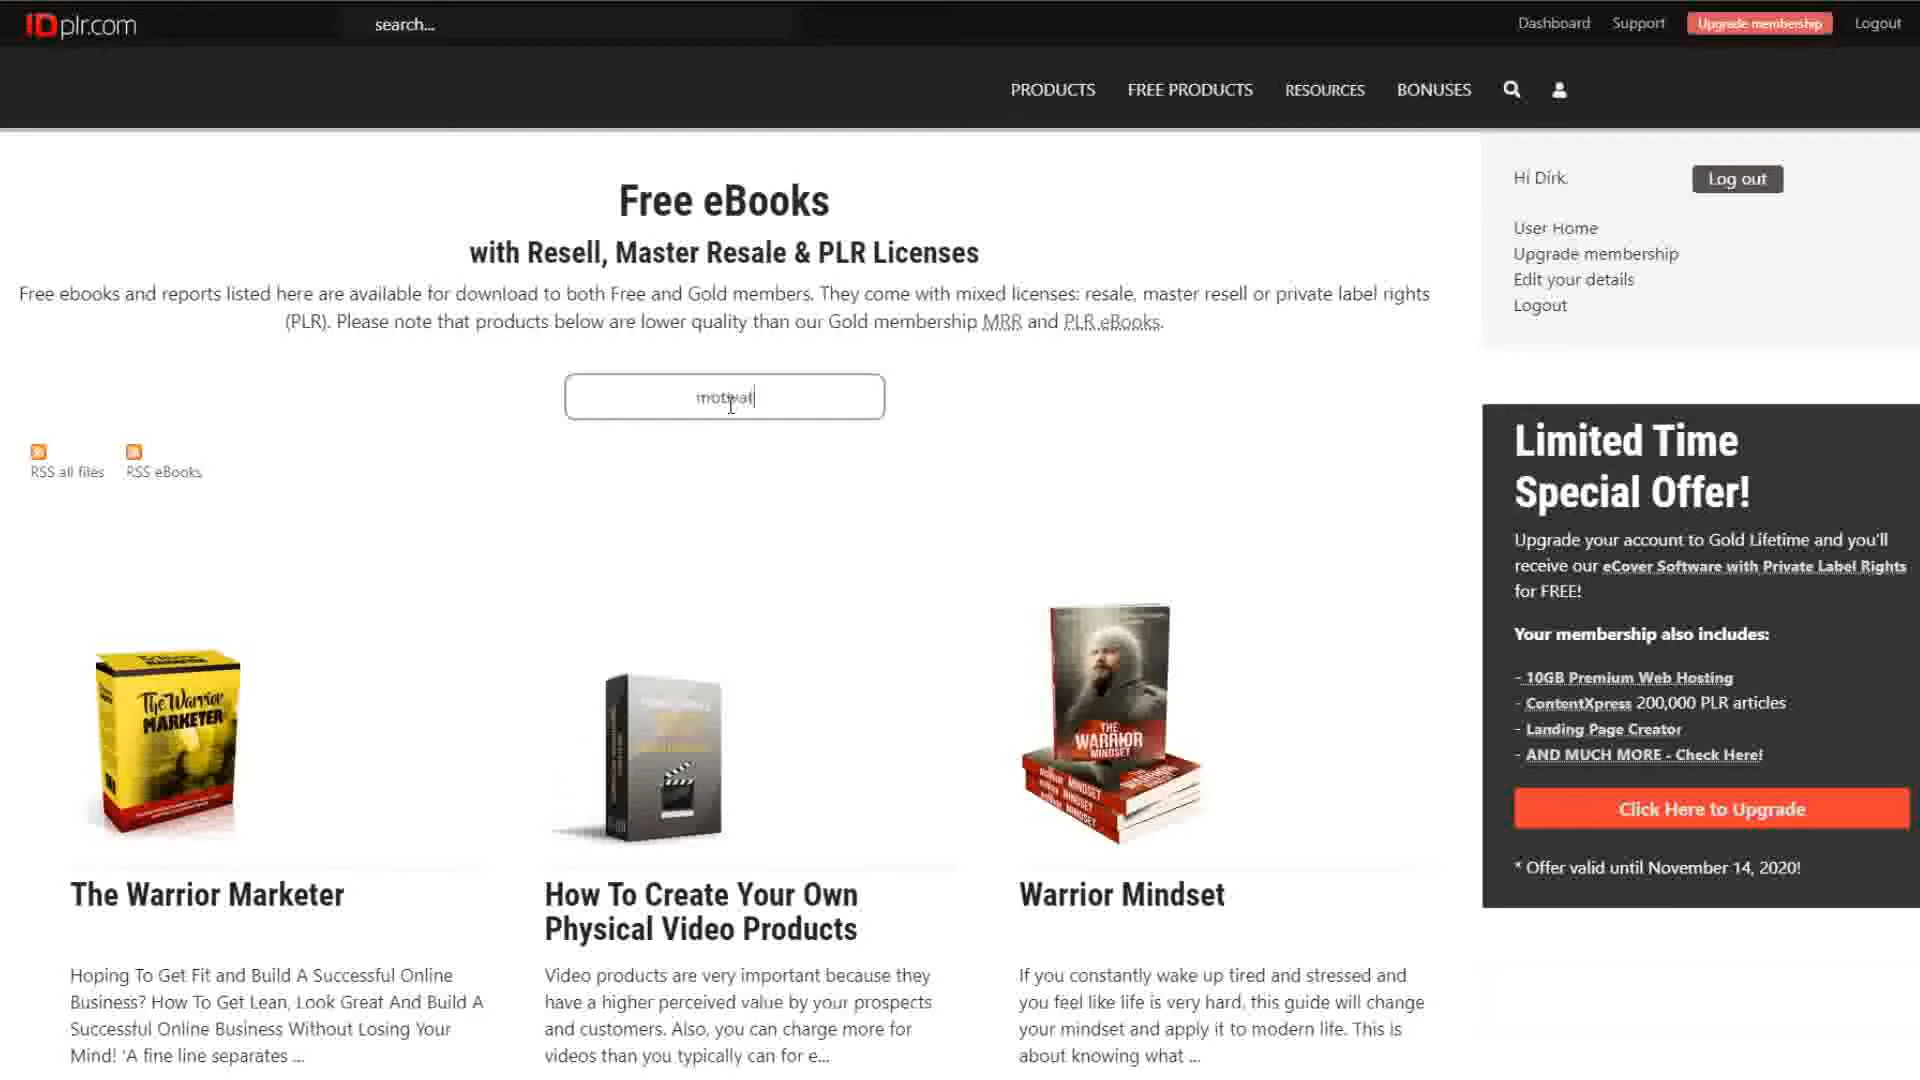 IDplr.com
search...
Dashboard
Support
Upgrade membership
Logout
PRODUCTS
FREE PRODUCTS
RESOURCES
BONUSES
Free eBooks
with Resell, Master Resale & PLR Licenses
Free ebooks and reports listed here are available for download to both Free and Gold members. They come with mixed licenses: resale, master resell or private label rights
(PLR). Please note that products below are lower quality than our Gold membership MRR and PLR eBooks.
motivat
RSS all files
RSS eBooks
The Warrior
MARKETER
THE
WARRIOR
MINDSET
The Warrior Marketer
Hoping To Get Fit and Build A Successful Online
Business? How To Get Lean, Look Great And Build A
Successful Online Business Without Losing Your
Mind! 'A fine line separates ...
How To Create Your Own
Physical Video Products
Video products are very important because they
have a higher perceived value by your prospects
and customers. Also, you can charge more for
videos than you typically can for e...
Warrior Mindset
If you constantly wake up tired and stressed and
you feel like life is very hard, this guide will change
your mindset and apply it to modern life. This is
about knowing what ...
Hi Dirk.
Log out
User Home
Upgrade membership
Edit your details
Logout
Limited Time
Special Offer!
Upgrade your account to Gold Lifetime and you'll
receive our eCover Software with Private Label Rights
for FREE!
Your membership also includes:
- 10GB Premium Web Hosting
- ContentXpress 200,000 PLR articles
- Landing Page Creator
- AND MUCH MORE - Check Here!
Click Here to Upgrade
* Offer valid until November 14, 2020!